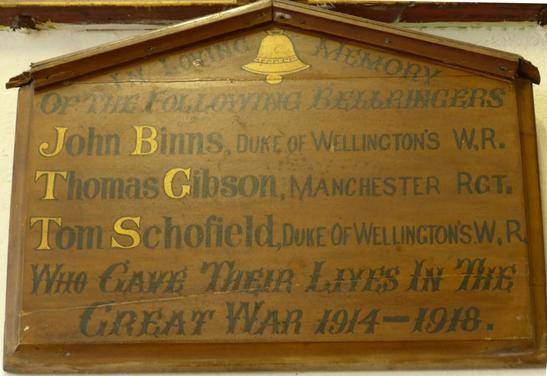 In Loving Memory
Of The Following Bellringers
John Binns, Duke of Wellington's W.R.
Thomas Gibson, Manchester Rgt.
Tom Schofield, Duke Of Wellington's. W, R
Who Gave Their Lives In The
Great War 1914-1918.